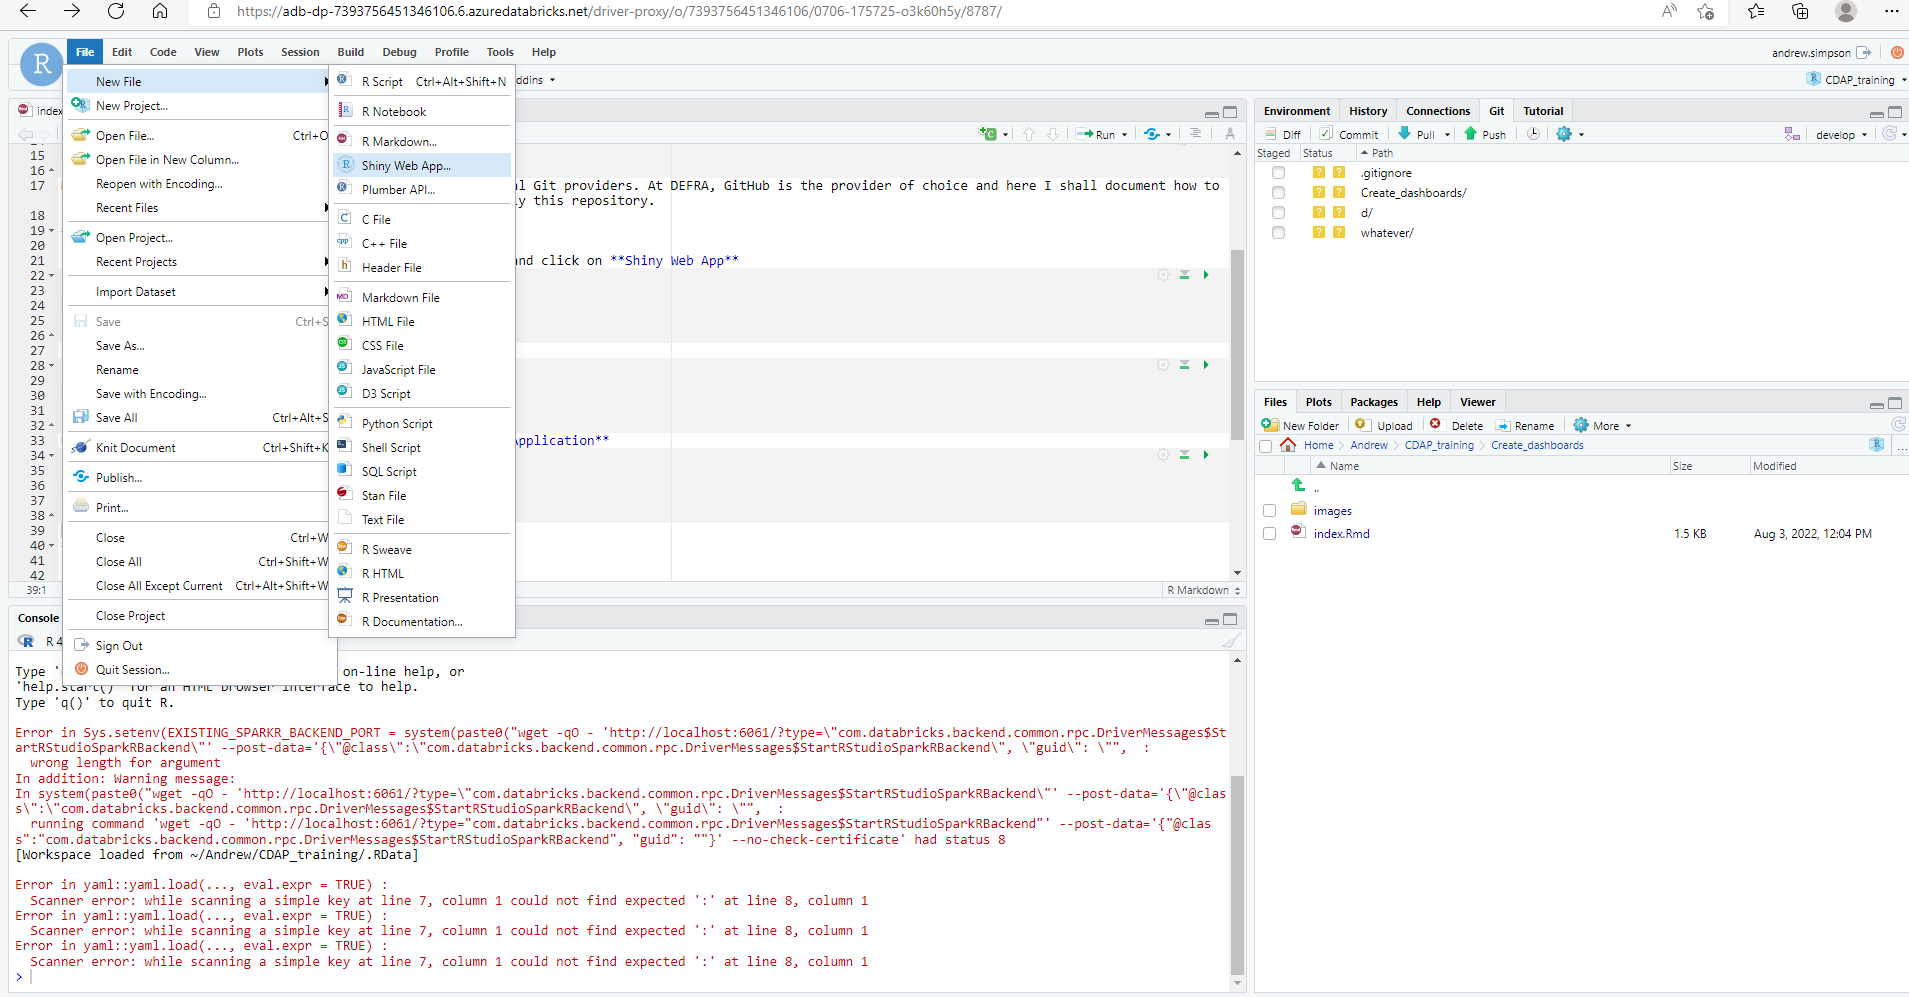 https://adb-dp-7393756451346106.6.azuredatabricks.net/driver-proxy/o/7393756451346106/0706-175725-o3k60h5y/8787/
File Edit Code View Plots Session Build Debug Profile Tools Help
andrew.simpson
R
ddins
CDAP_training
New File
New Project...
Open File... Ctrl+O
Open File in New Column...
Reopen with Encoding...
Recent Files
Open Project...
Recent Projects
Import Dataset
Save Ctrl+S
Save As...
Rename
Save with Encoding...
Save All Ctrl+Alt+S
Knit Document Ctrl+Shift+K
Publish...
Print...
Close Ctrl+W
Close All Ctrl+Shift+W
Close All Except Current Ctrl+Alt+Shift+W
Close Project
Sign Out
Quit Session...
R Script Ctrl+Alt+Shift+N
R Notebook
R Markdown...
Shiny Web App...
Plumber API...
C File
C++ File
Header File
Markdown File
HTML File
CSS File
JavaScript File
D3 Script
Python Script
Shell Script
SQL Script
Stan File
Text File
R Sweave
R HTML
R Presentation
R Documentation...
index
Run
15
16
17
l Git providers. At DEFRA, GitHub is the provider of choice and here I shall document how to
y this repository.
18
19
20
21
nd click on **Shiny Web App**
22
23
24
25
26
27
28
29
30
31
32
33
pplication**
34
35
36
37
38
39
40
41
42
39:1
R Markdown
Console
R 4
Type '
on-line help, or
'help.start()' for an HTML browser interface to help.
Type 'q()' to quit R.
Error in Sys.setenv(EXISTING_SPARKR_BACKEND_PORT = system(paste0("wget -qO - 'http://localhost:6061/?type=\"com.databricks.backend.common.rpc.DriverMessages$St
artRStudioSparkRBackend\"' --post-data='{\"@class\":\"com.databricks.backend.common.rpc.DriverMessages$StartRStudioSparkRBackend\", \"guid\": \"",  :
wrong length for argument
In addition: Warning message:
In system(paste0("wget -qO - 'http://localhost:6061/?type=\"com.databricks.backend.common.rpc.DriverMessages$StartRStudioSparkRBackend\"' --post-data='{\"@clas
s\":\"com.databricks.backend.common.rpc.DriverMessages$StartRStudioSparkRBackend\", \"guid\": \"",  :
running command 'wget -qO - 'http://localhost:6061/?type="com.databricks.backend.common.rpc.DriverMessages$StartRStudioSparkRBackend"' --post-data='{"@clas
s":"com.databricks.backend.common.rpc.DriverMessages$StartRStudioSparkRBackend", "guid": ""}' --no-check-certificate' had status 8
[Workspace loaded from ~/Andrew/CDAP_training/.RData]
Error in yaml::yaml.load(..., eval.expr = TRUE) :
Scanner error: while scanning a simple key at line 7, column 1 could not find expected ':' at line 8, column 1
Error in yaml::yaml.load(..., eval.expr = TRUE) :
Scanner error: while scanning a simple key at line 7, column 1 could not find expected ':' at line 8, column 1
Error in yaml::yaml.load(..., eval.expr = TRUE) :
Scanner error: while scanning a simple key at line 7, column 1 could not find expected ':' at line 8, column 1
>
Environment History Connections Git Tutorial
Diff Commit Pull Push develop
Staged Status Path
? ? .gitignore
? ? Create_dashboards/
? ? d/
? ? whatever/
Files Plots Packages Help Viewer
New Folder Upload Delete Rename More
Home Andrew CDAP_training Create_dashboards ...
Name Size Modified
..
images
index.Rmd 1.5 KB Aug 3, 2022, 12:04 PM